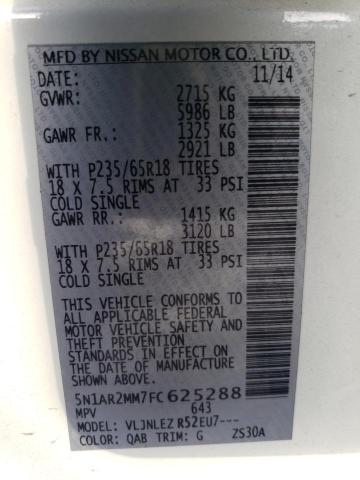 MFD BY NISSAN MOTOR CO., LTD.
DATE: 11/14
GVWR: 2715 KG
5986 LB
GAWR FR.: 1325 KG
2921 LB
WITH P235/65R18 TIRES
18 X 7.5 RIMS AT 33 PSI
COLD SINGLE
GAWR RR.: 1415 KG
3120 LB
WITH P235/65R18 TIRES
18 X 7.5 RIMS AT 33 PSI
COLD SINGLE
THIS VEHICLE CONFORMS TO
ALL APPLICABLE FEDERAL
MOTOR VEHICLE SAFETY AND
THEFT PREVENTION
STANDARDS IN EFFECT ON
THE DATE OF MANUFACTURE
SHOWN ABOVE.
5N1AR2MM7FC625288
MPV 643
MODEL: VLJNLEZ R52EU7---
COLOR: QAB TRIM: G ZS30A